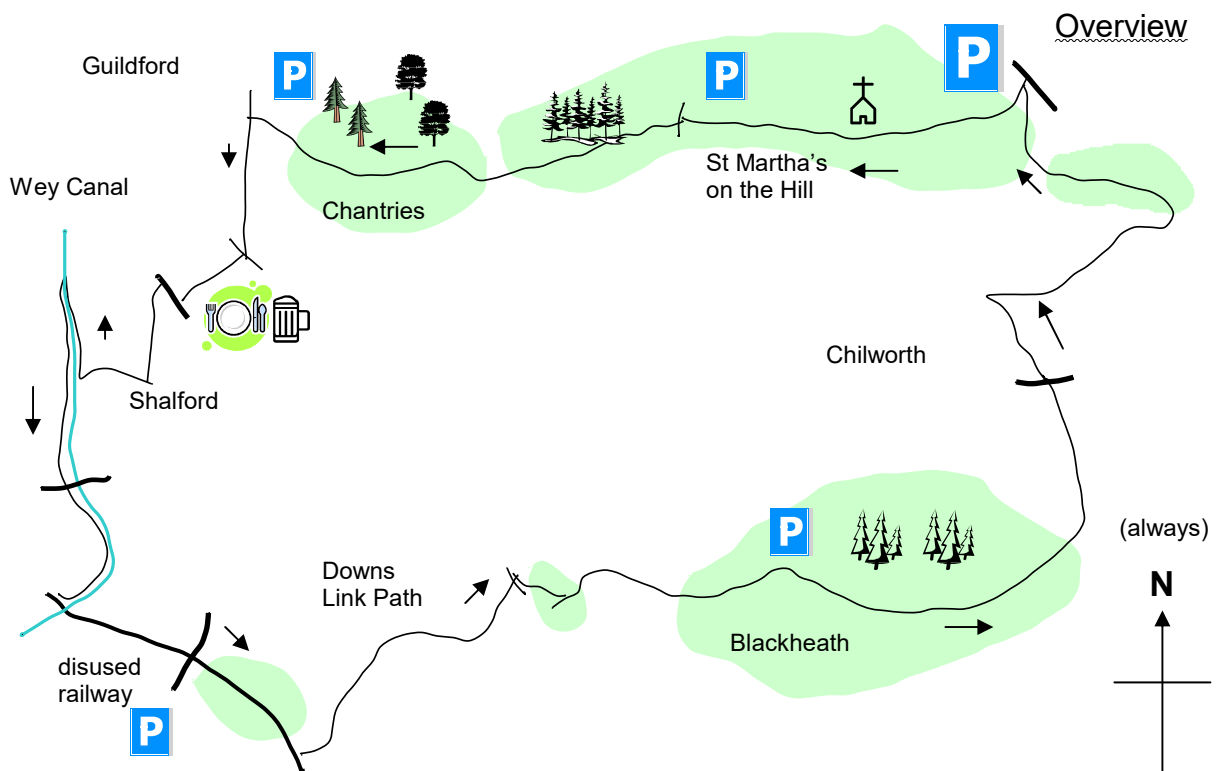 Overview
P
P
P
Guildford
Wey Canal
St Martha's
on the Hill
Chantries
Chilworth
Shalford
P
(always)
N
Downs
Link Path
Blackheath
disused
railway
P